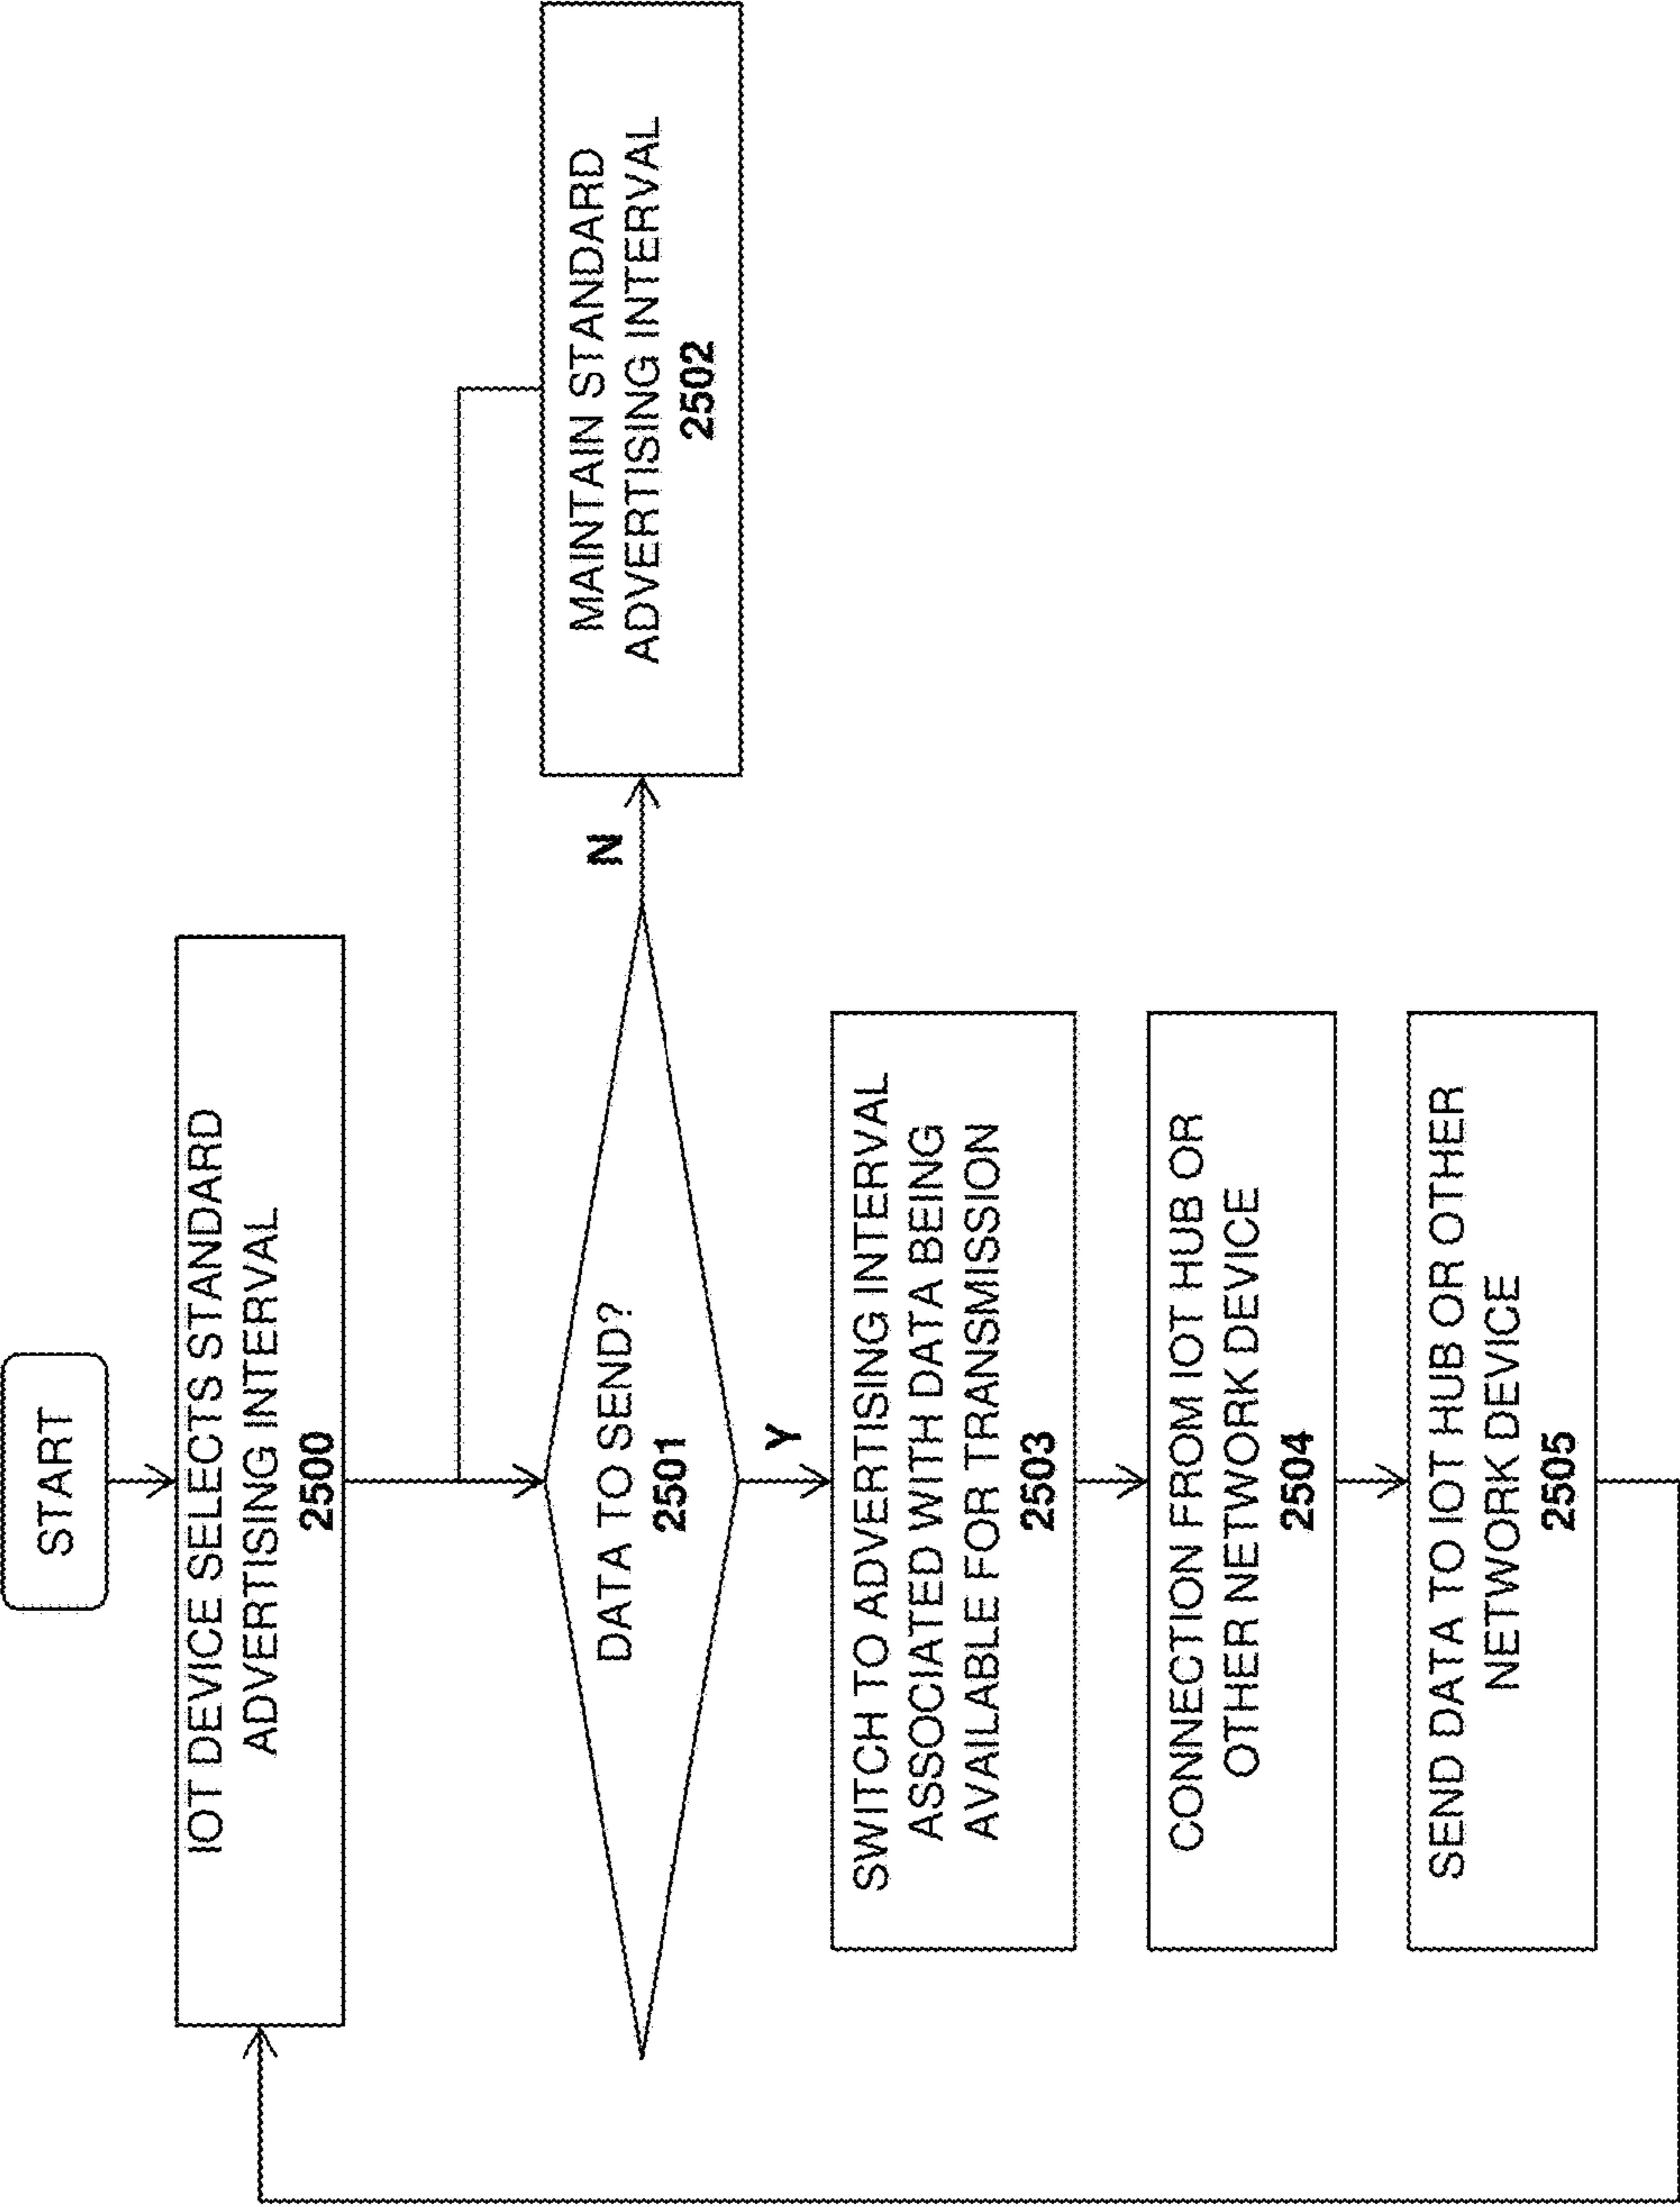 START
IOT DEVICE SELECTS STANDARD
ADVERTISING INTERVAL
2500
DATA TO SEND?
2501
N
MAINTAIN STANDARD
ADVERTISING INTERVAL
2502
Y
SWITCH TO ADVERTISING INTERVAL
ASSOCIATED WITH DATA BEING
AVAILABLE FOR TRANSMISSION
2503
CONNECTION FROM IOT HUB OR
OTHER NETWORK DEVICE
2504
SEND DATA TO IOT HUB OR OTHER
NETWORK DEVICE
2505